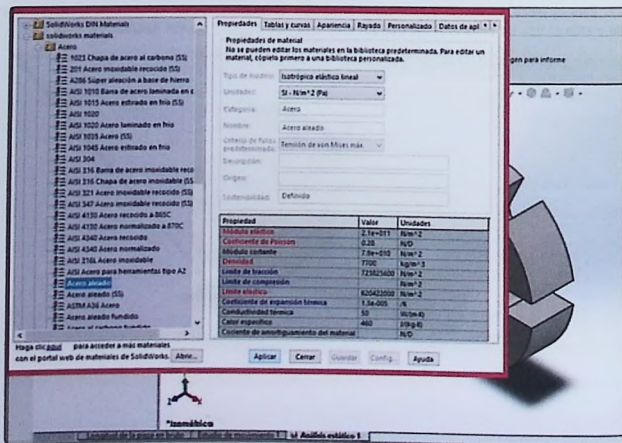 SolidWorks DIN Materials
solidworks materials
Acero
1023 Chapa de acero al carbono (SS)
201 Acero inoxidable recocido (SS)
A286 Súper aleación a base de hierro
AISI 1010 Barra de acero laminada en c
AISI 1015 Acero estirado en frío (SS)
AISI 1020
AISI 1020 Acero laminado en frío
AISI 1035 Acero (SS)
AISI 1045 Acero estirado en frío
AISI 304
AISI 316 Barra de acero inoxidable reco
AISI 316 Chapa de acero inoxidable (SS)
AISI 321 Acero inoxidable recocido (SS)
AISI 347 Acero inoxidable recocido (SS)
AISI 4130 Acero recocido a 865C
AISI 4130 Acero normalizado a 870C
AISI 4340 Acero recocido
AISI 4340 Acero normalizado
AISI 316L Acero inoxidable
AISI Acero para herramientas tipo A2
Acero aleado
Acero aleado (SS)
ASTM A36 Acero
Acero aleado fundido
Acero al carbono fundido
Haga clic aquí para acceder a más materiales
con el portal web de materiales de SolidWorks. Abrir...
Propiedades Tablas y curvas Apariencia Rayado Personalizado Datos de apl
Propiedades de material
No se pueden editar los materiales en la biblioteca predeterminada. Para editar un
material, cópielo primero a una biblioteca personalizada.
Tipo de modelo: Isotrópico elástico lineal
Unidades: SI - N/m^2 (Pa)
Categoría: Acero
Nombre: Acero aleado
Criterio de fallos
predeterminado: Tensión de von Mises máx.
Descripción:
Origen:
Sostenibilidad: Definido
Propiedad Valor Unidades
Módulo elástico 2.1e+011 N/m^2
Coeficiente de Poisson 0.28 N/D
Módulo cortante 7.9e+010 N/m^2
Densidad 7700 kg/m^3
Límite de tracción 723825600 N/m^2
Límite de compresión N/m^2
Límite elástico 620422000 N/m^2
Coeficiente de expansión térmica 1.3e-005 /K
Conductividad térmica 50 W/(m·K)
Calor específico 460 J/(kg·K)
Cociente de amortiguamiento del material N/D
Aplicar Cerrar Guardar Config... Ayuda
gen para informe
*Isométrica
Longitud de la pieza en bruto Estudio de movimiento 1 Análisis estático 1